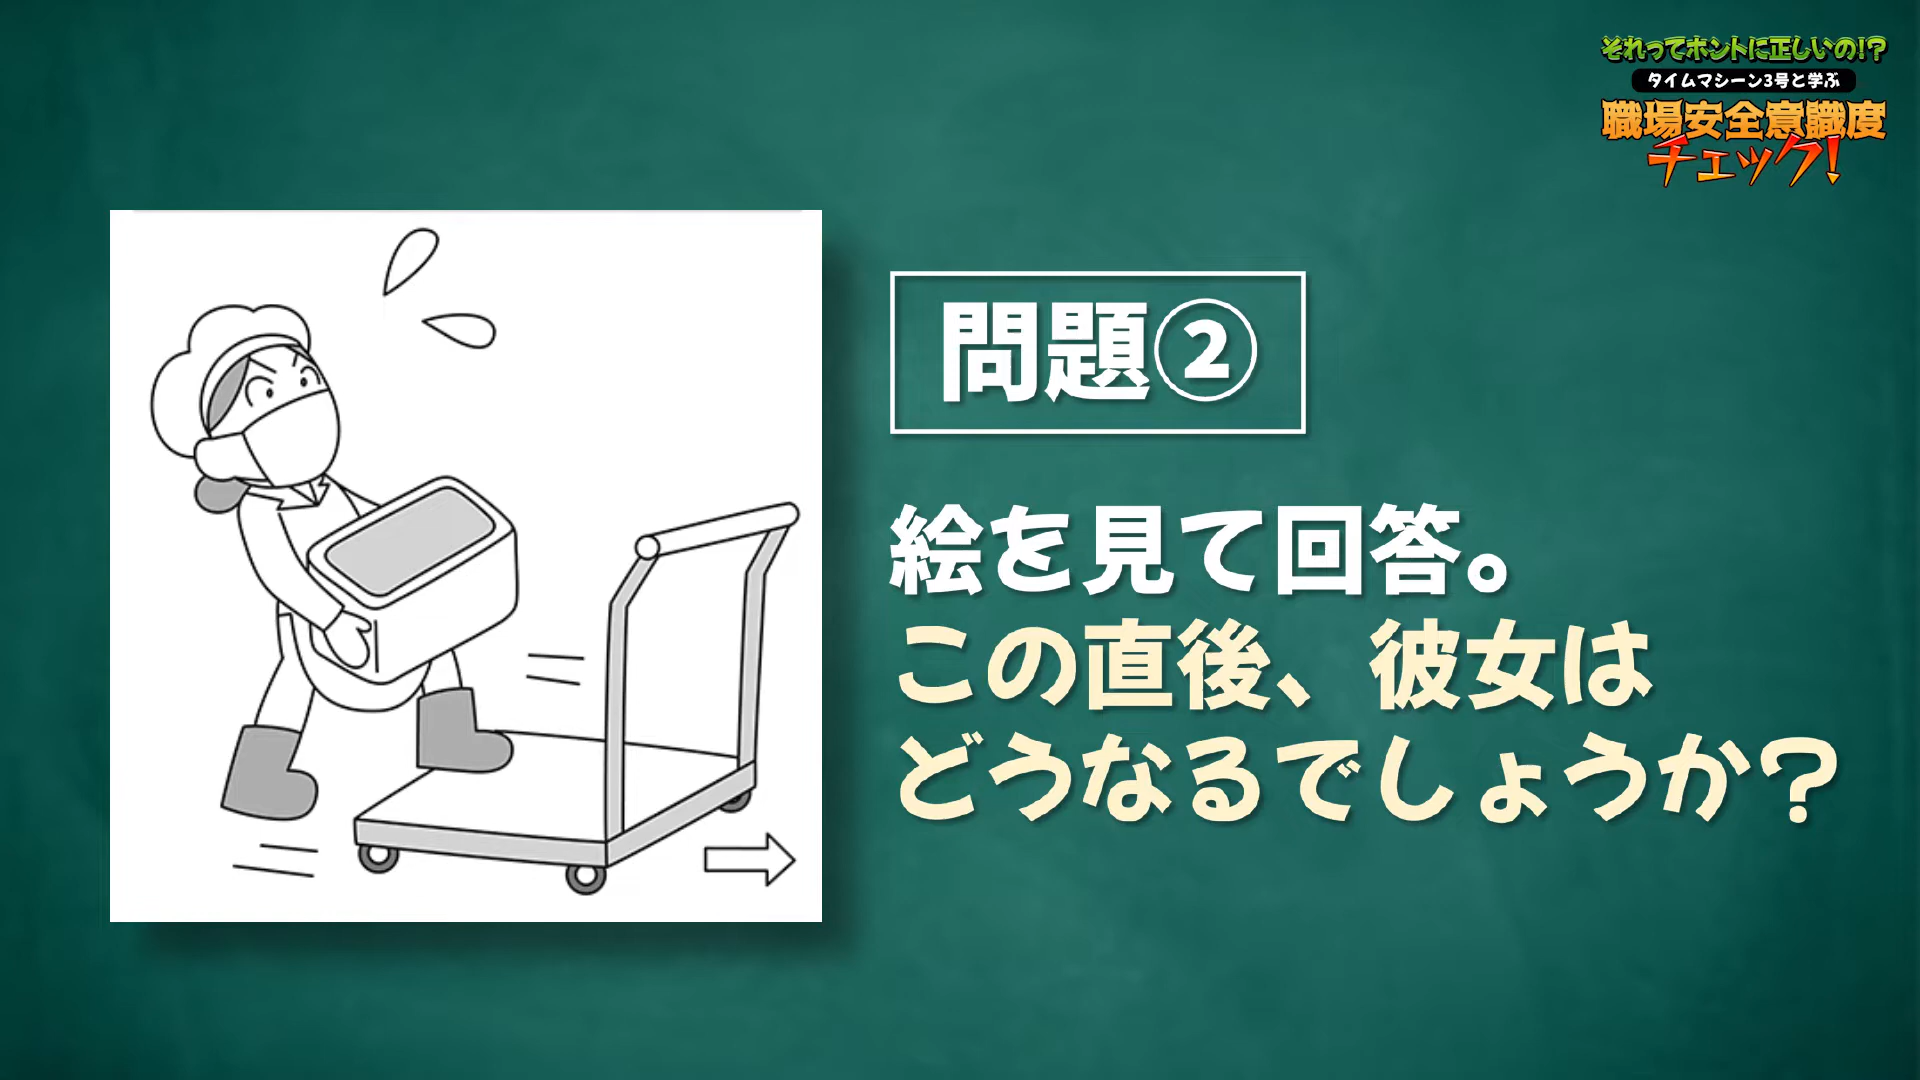 それってホントに正しいの!?
タイムマシーン3号と学ぶ
職場安全意識度
チェック!
問題②
絵を見て回答。
この直後、彼女は
どうなるでしょうか?